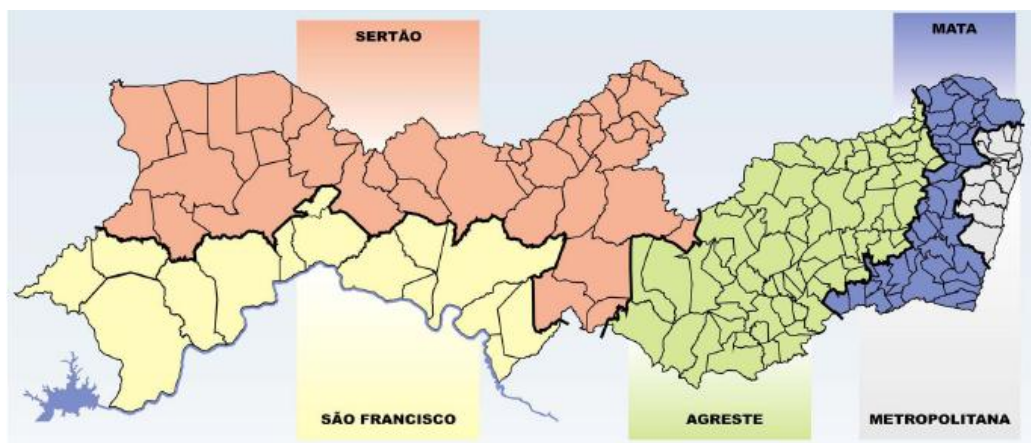 SERTÃO
MATA
SÃO FRANCISCO
AGRESTE
METROPOLITANA